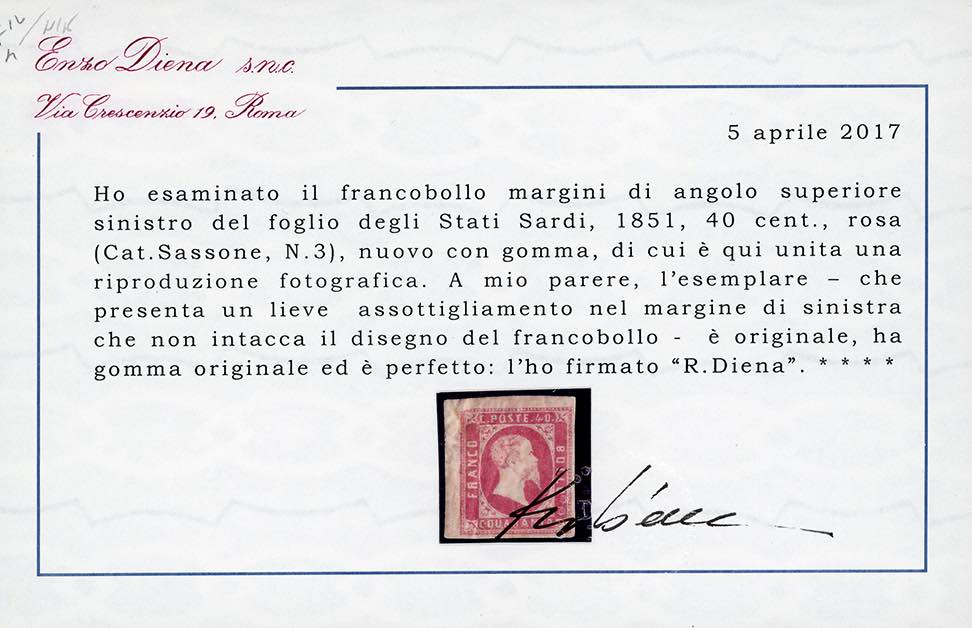 Enzo Diena s.n.c.
Via Crescenzio 19, Roma
5 aprile 2017
Ho esaminato il francobollo margini di angolo superiore
sinistro del foglio degli Stati Sardi, 1851, 40 cent., rosa
(Cat.Sassone, N.3), nuovo con gomma, di cui è qui unita una
riproduzione fotografica. A mio parere, l’esemplare – che
presenta un lieve  assottigliamento nel margine di sinistra
che non intacca il disegno del francobollo -  è originale, ha
gomma originale ed è perfetto: l’ho firmato “R.Diena”. * * * *
C. POSTE. 40.
FRANCO